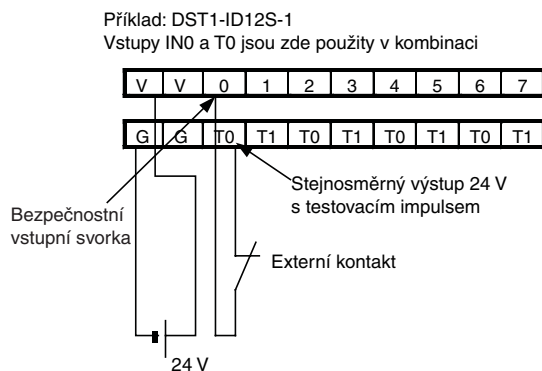 Příklad: DST1-ID12S-1
Vstupy IN0 a T0 jsou zde použity v kombinaci
V V 0 1 2 3 4 5 6 7
G G T0 T1 T0 T1 T0 T1 T0 T1
Stejnosměrný výstup 24 V
s testovacím impulsem
Bezpečnostní
vstupní svorka
Externí kontakt
24 V